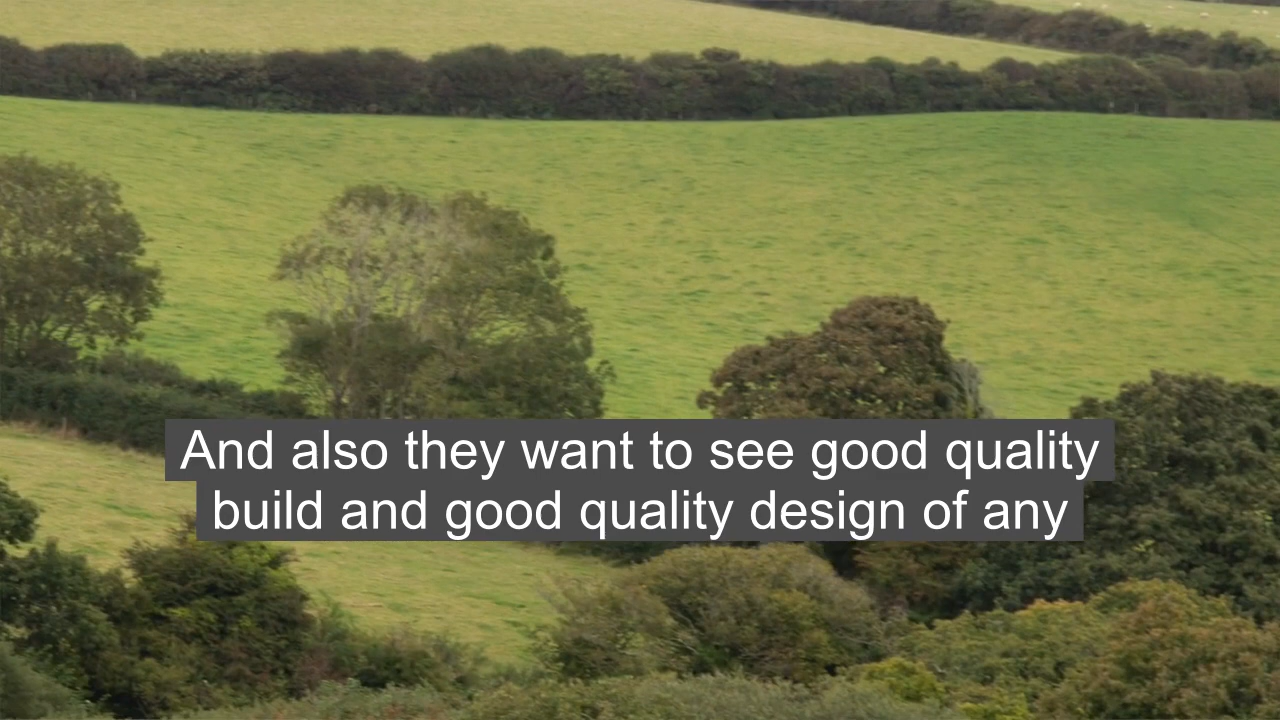 And also they want to see good quality
build and good quality design of any